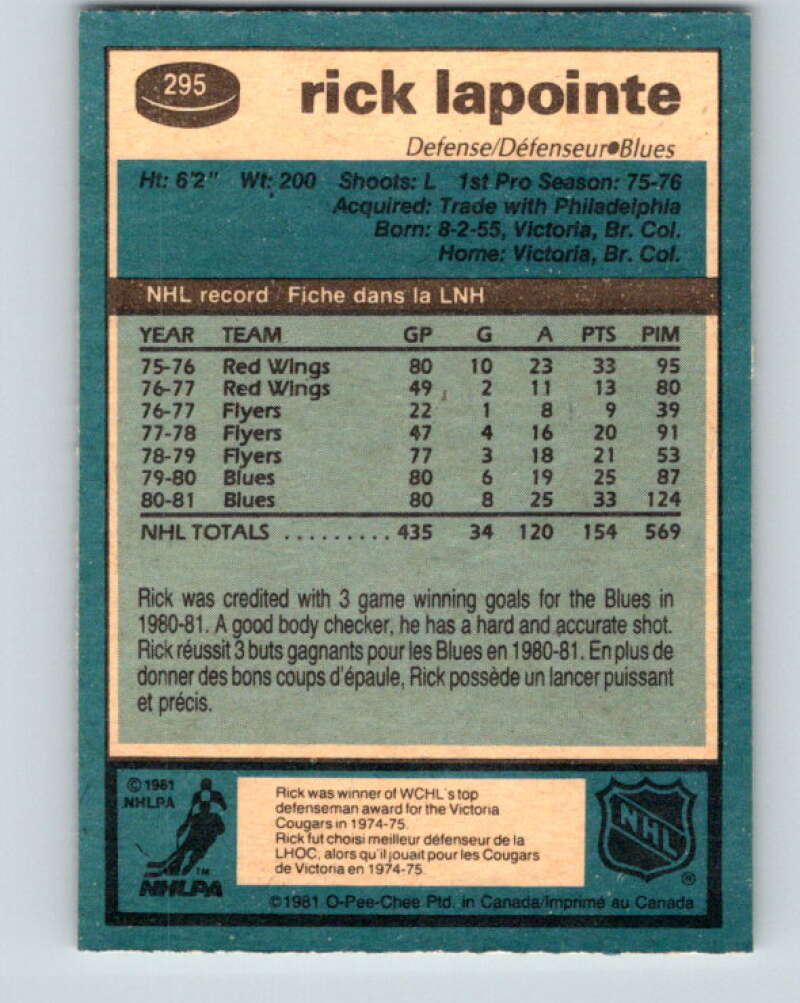 295
rick lapointe
Defense/Défenseur●Blues
Ht: 6'2" Wt: 200 Shoots: L 1st Pro Season: 75-76
Acquired: Trade with Philadelphia
Born: 8-2-55, Victoria, Br. Col.
Home: Victoria, Br. Col.
NHL record Fiche dans la LNH
YEAR TEAM GP G A PTS PIM
75-76 Red Wings 80 10 23 33 95
76-77 Red Wings 49 2 11 13 80
76-77 Flyers 22 1 8 9 39
77-78 Flyers 47 4 16 20 91
78-79 Flyers 77 3 18 21 53
79-80 Blues 80 6 19 25 87
80-81 Blues 80 8 25 33 124
NHL TOTALS ......... 435 34 120 154 569
Rick was credited with 3 game winning goals for the Blues in
1980-81. A good body checker, he has a hard and accurate shot.
Rick réussit 3 buts gagnants pour les Blues en 1980-81. En plus de
donner des bons coups d'épaule, Rick possède un lancer puissant
et précis.
© 1981
NHLPA
TM
NHLPA
Rick was winner of WCHL's top
defenseman award for the Victoria
Cougars in 1974-75.
Rick fut choisi meilleur défenseur de la
LHOC, alors qu'il jouait pour les Cougars
de Victoria en 1974-75.
NHL
®
©1981 O-Pee-Chee Ptd. in Canada/Imprimé au Canada